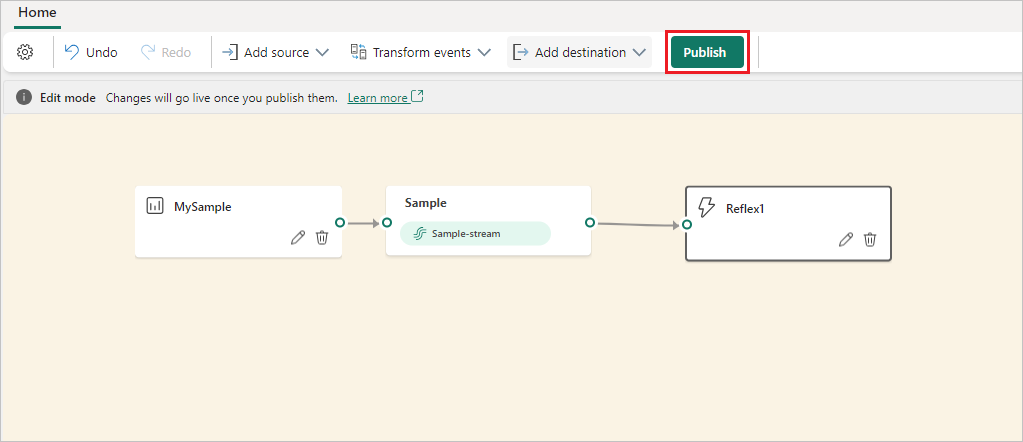 Home
Undo Redo Add source Transform events Add destination Publish
Edit mode Changes will go live once you publish them. Learn more
MySample
Sample
Sample-stream
Reflex1